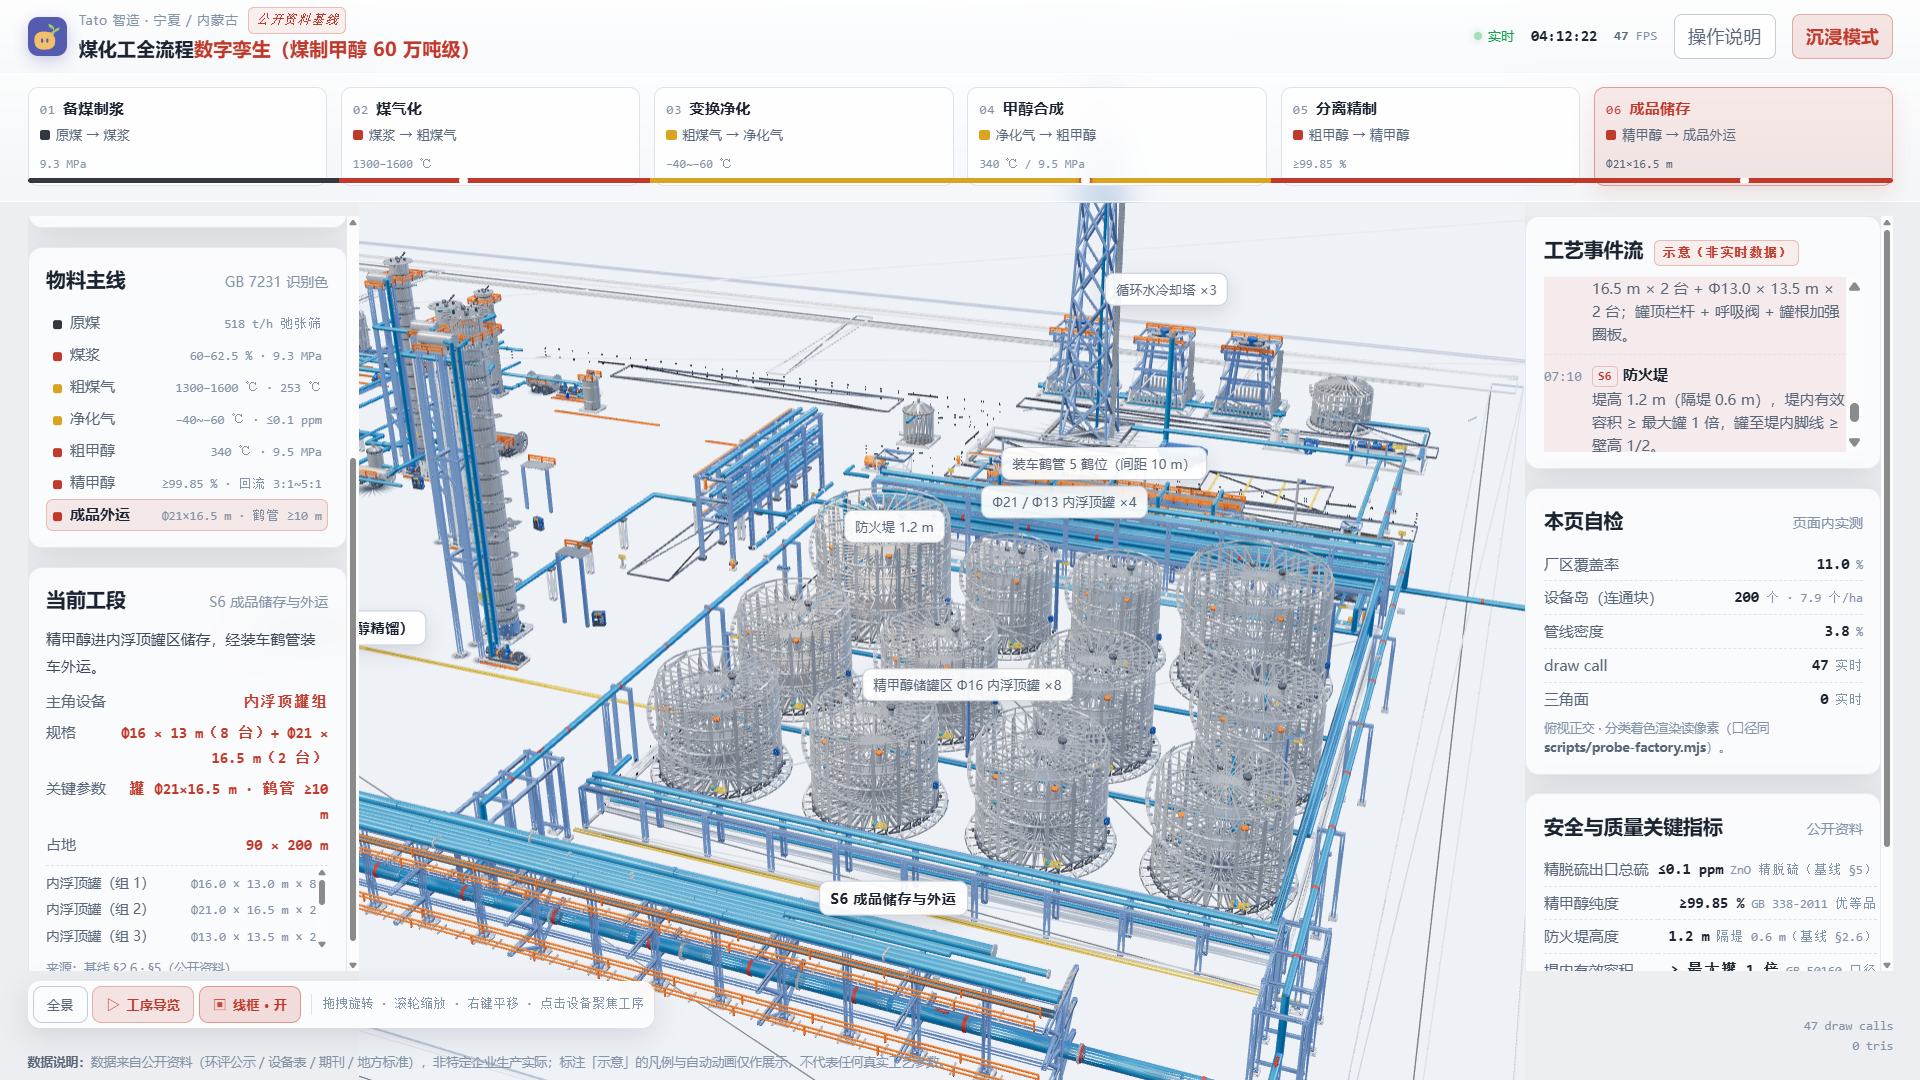 Tato 智造 · 宁夏 / 内蒙古 公开资料基线
煤化工全流程数字孪生（煤制甲醇 60 万吨级）
实时 04:12:22 47 FPS 操作说明 沉浸模式
01 备煤制浆
原煤 → 煤浆
9.3 MPa
02 煤气化
煤浆 → 粗煤气
1300–1600 ℃
03 变换净化
粗煤气 → 净化气
−40~−60 ℃
04 甲醇合成
净化气 → 粗甲醇
340 ℃ / 9.5 MPa
05 分离精制
粗甲醇 → 精甲醇
≥99.85 %
06 成品储存
精甲醇 → 成品外运
Φ21×16.5 m
物料主线 GB 7231 识别色
原煤 518 t/h 弛张筛
煤浆 60–62.5 % · 9.3 MPa
粗煤气 1300–1600 ℃ · 253 ℃
净化气 −40~−60 ℃ · ≤0.1 ppm
粗甲醇 340 ℃ · 9.5 MPa
精甲醇 ≥99.85 % · 回流 3:1~5:1
成品外运 Φ21×16.5 m · 鹤管 ≥10 m
当前工段 S6 成品储存与外运
精甲醇进内浮顶罐区储存，经装车鹤管装
车外运。
主角设备 内浮顶罐组
规格 Φ16 × 13 m（8 台）+ Φ21 ×
16.5 m（2 台）
关键参数 罐 Φ21×16.5 m · 鹤管 ≥10
m
占地 90 × 200 m
内浮顶罐（组 1） Φ16.0 × 13.0 m × 8
内浮顶罐（组 2） Φ21.0 × 16.5 m × 2
内浮顶罐（组 3） Φ13.0 × 13.5 m × 2
来源：基线 §2.6 · §5（公开资料）
循环水冷却塔 ×3
装车鹤管 5 鹤位（间距 10 m）
Φ21 / Φ13 内浮顶罐 ×4
防火堤 1.2 m
醇精馏）
精甲醇储罐区 Φ16 内浮顶罐 ×8
S6 成品储存与外运
工艺事件流 示意（非实时数据）
16.5 m × 2 台 + Φ13.0 × 13.5 m ×
2 台；罐顶栏杆 + 呼吸阀 + 罐根加强
圈板。
07:10 S6 防火堤
堤高 1.2 m（隔堤 0.6 m），堤内有效
容积 ≥ 最大罐 1 倍，罐至堤内脚线 ≥
壁高 1/2。
本页自检 页面内实测
厂区覆盖率 11.0 %
设备岛（连通块） 200 个 · 7.9 个/ha
管线密度 3.8 %
draw call 47 实时
三角面 0 实时
俯视正交 · 分类着色渲染读像素（口径同
scripts/probe-factory.mjs）。
安全与质量关键指标 公开资料
精脱硫出口总硫 ≤0.1 ppm ZnO 精脱硫（基线 §5）
精甲醇纯度 ≥99.85 % GB 338-2011 优等品
防火堤高度 1.2 m 隔堤 0.6 m（基线 §2.6）
堤内有效容积 ≥ 最大罐 1 倍 GB 50160 口径
全景 ▷ 工序导览 ▣ 线框 · 开 拖拽旋转 · 滚轮缩放 · 右键平移 · 点击设备聚焦工序
47 draw calls
0 tris
数据说明：数据来自公开资料（环评公示 / 设备表 / 期刊 / 地方标准），非特定企业生产实际；标注「示意」的凡例与自动动画仅作展示，不代表任何真实工艺参数。